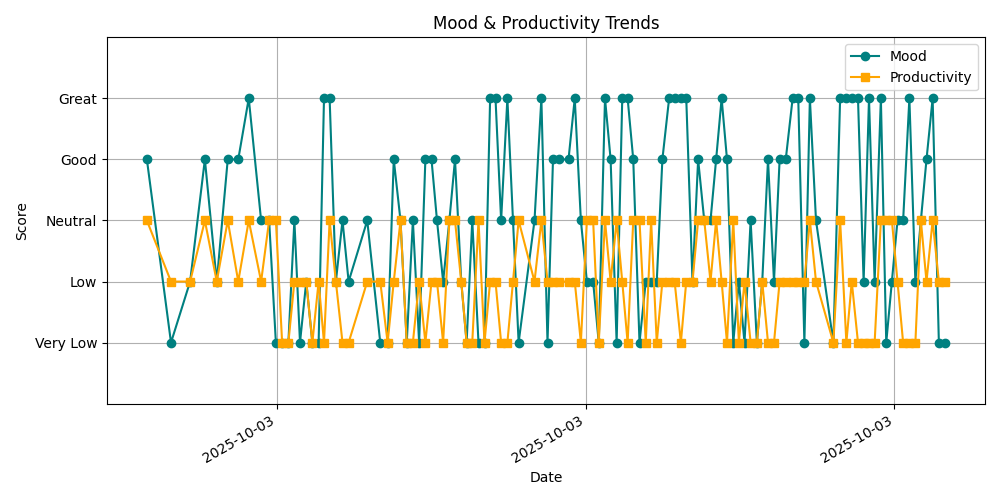 Mood & Productivity Trends
Mood
Productivity
Great
Good
Neutral
Low
Very Low
Score
2025-10-03
2025-10-03
2025-10-03
Date